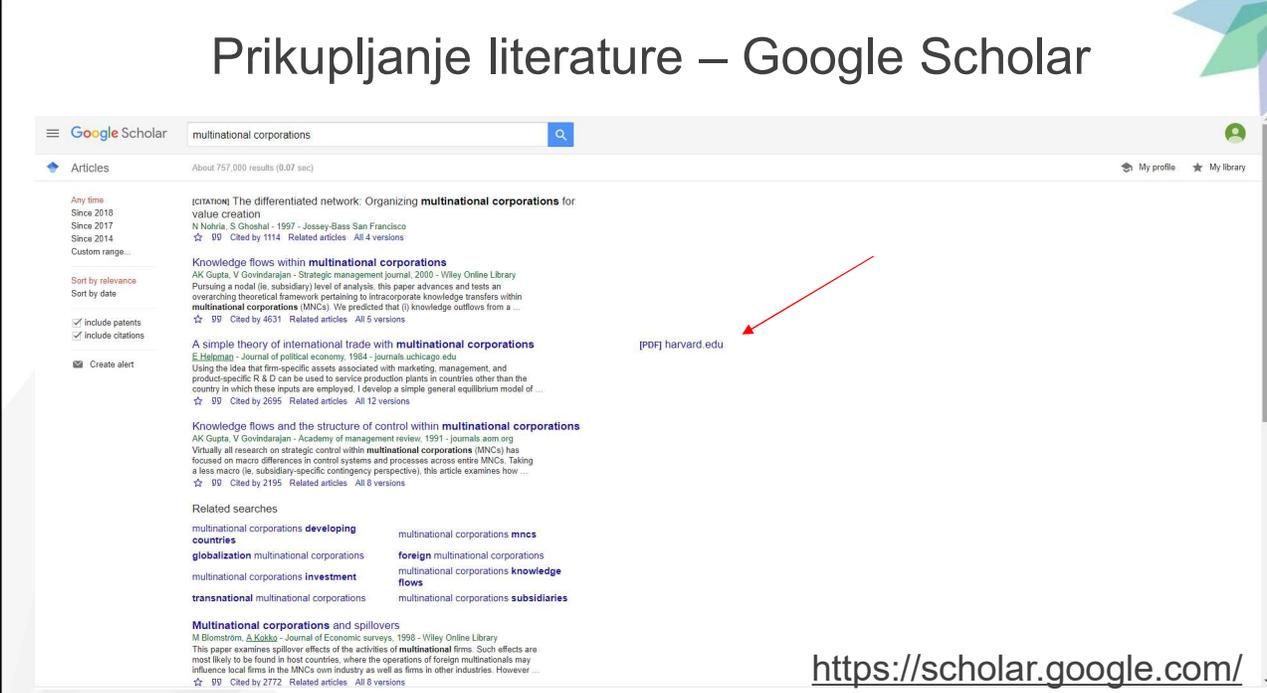 Prikupljanje literature – Google Scholar
Google Scholar
multinational corporations
Articles
About 757,000 results (0.07 sec)
My profile
My library
Any time
Since 2018
Since 2017
Since 2014
Custom range...
Sort by relevance
Sort by date
include patents
include citations
Create alert
[CITATION] The differentiated network: Organizing multinational corporations for
value creation
N Nohria, S Ghoshal - 1997 - Jossey-Bass San Francisco
Cited by 1114 Related articles All 4 versions
Knowledge flows within multinational corporations
AK Gupta, V Govindarajan - Strategic management journal, 2000 - Wiley Online Library
Pursuing a nodal (ie, subsidiary) level of analysis, this paper advances and tests an
overarching theoretical framework pertaining to intracorporate knowledge transfers within
multinational corporations (MNCs). We predicted that (i) knowledge outflows from a ...
Cited by 4631 Related articles All 5 versions
A simple theory of international trade with multinational corporations
[PDF] harvard.edu
E Helpman - Journal of political economy, 1984 - journals.uchicago.edu
Using the idea that firm-specific assets associated with marketing, management, and
product-specific R & D can be used to service production plants in countries other than the
country in which these inputs are employed, I develop a simple general equilibrium model of ...
Cited by 2695 Related articles All 12 versions
Knowledge flows and the structure of control within multinational corporations
AK Gupta, V Govindarajan - Academy of management review, 1991 - journals.aom.org
Virtually all research on strategic control within multinational corporations (MNCs) has
focused on macro differences in control systems and processes across entire MNCs. Taking
a less macro (ie, subsidiary-specific contingency perspective), this article examines how ...
Cited by 2195 Related articles All 8 versions
Related searches
multinational corporations developing
countries
multinational corporations mncs
globalization multinational corporations
foreign multinational corporations
multinational corporations investment
multinational corporations knowledge
flows
transnational multinational corporations
multinational corporations subsidiaries
Multinational corporations and spillovers
M Blomström, A Kokko - Journal of Economic surveys, 1998 - Wiley Online Library
This paper examines spillover effects of the activities of multinational firms. Such effects are
most likely to be found in host countries, where the operations of foreign multinationals may
influence local firms in the MNCs own industry as well as firms in other industries. However ...
Cited by 2772 Related articles All 8 versions
https://scholar.google.com/